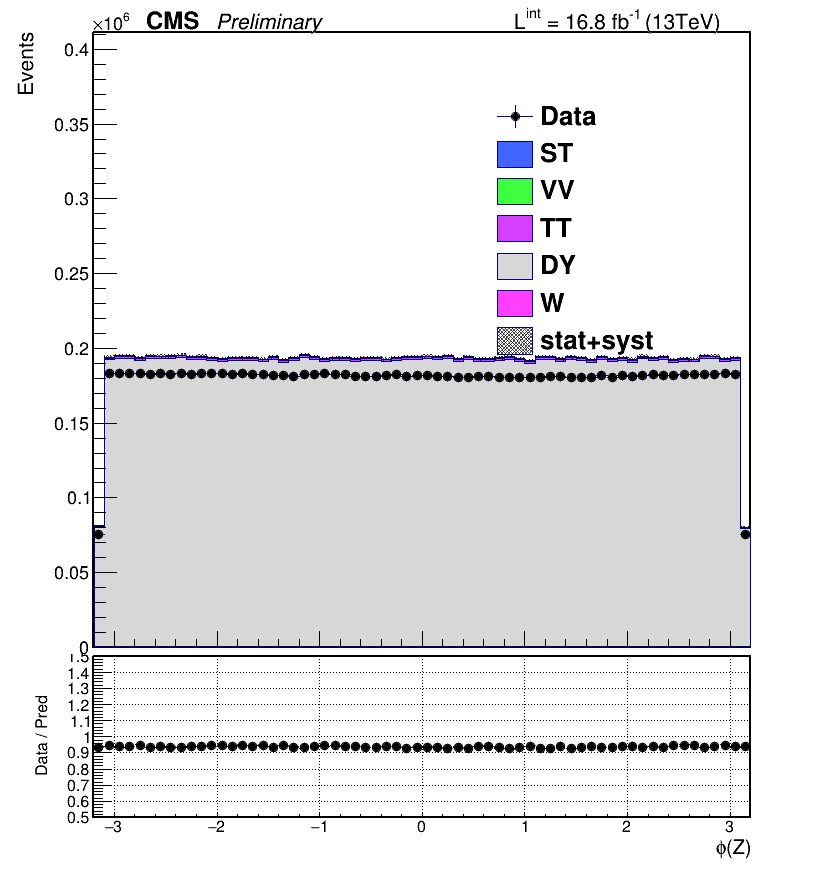 ×10⁶ CMS Preliminary L^int = 16.8 fb⁻¹ (13TeV)
Events
0.4
0.35
0.3
0.25
0.2
0.15
0.1
0.05
0
Data
ST
VV
TT
DY
W
stat+syst
Data / Pred
1.5
1.4
1.3
1.2
1.1
1
0.9
0.8
0.7
0.6
0.5
−3 −2 −1 0 1 2 3
ϕ(Z)